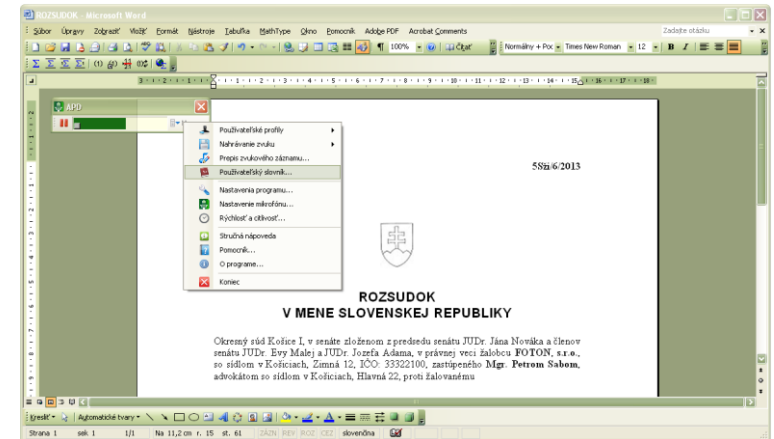 ROZSUDOK - Microsoft Word
Súbor Úpravy Zobraziť Vložiť Formát Nástroje Tabuľka MathType Okno Pomocník Adobe PDF Acrobat Comments Zadajte otázku
100% Čítať Normálny + Poz Times New Roman 12 B I
APD
Používateľské profily
Nahrávanie zvuku
Prepis zvukového záznamu...
Používateľský slovník...
Nastavenia programu...
Nastavenie mikrofónu...
Rýchlosť a citlivosť...
Stručná nápoveda
Pomocník...
O programe...
Koniec
5Sži/6/2013
ROZSUDOK
V MENE SLOVENSKEJ REPUBLIKY
Okresný súd Košice I, v senáte zloženom z predsedu senátu JUDr. Jána Nováka a členov
senátu JUDr. Evy Malej a JUDr. Jozefa Adama, v právnej veci žalobcu FOTON, s.r.o.,
so sídlom v Košiciach, Zimná 12, IČO: 33322100, zastúpeného Mgr. Petrom Sabom,
advokátom so sídlom v Košiciach, Hlavná 22, proti žalovanému
Kresliť Automatické tvary
Strana 1 sek 1 1/1 Na 11,2 cm r. 15 st. 61 ZÁZN REV ROZ CEZ slovenčina